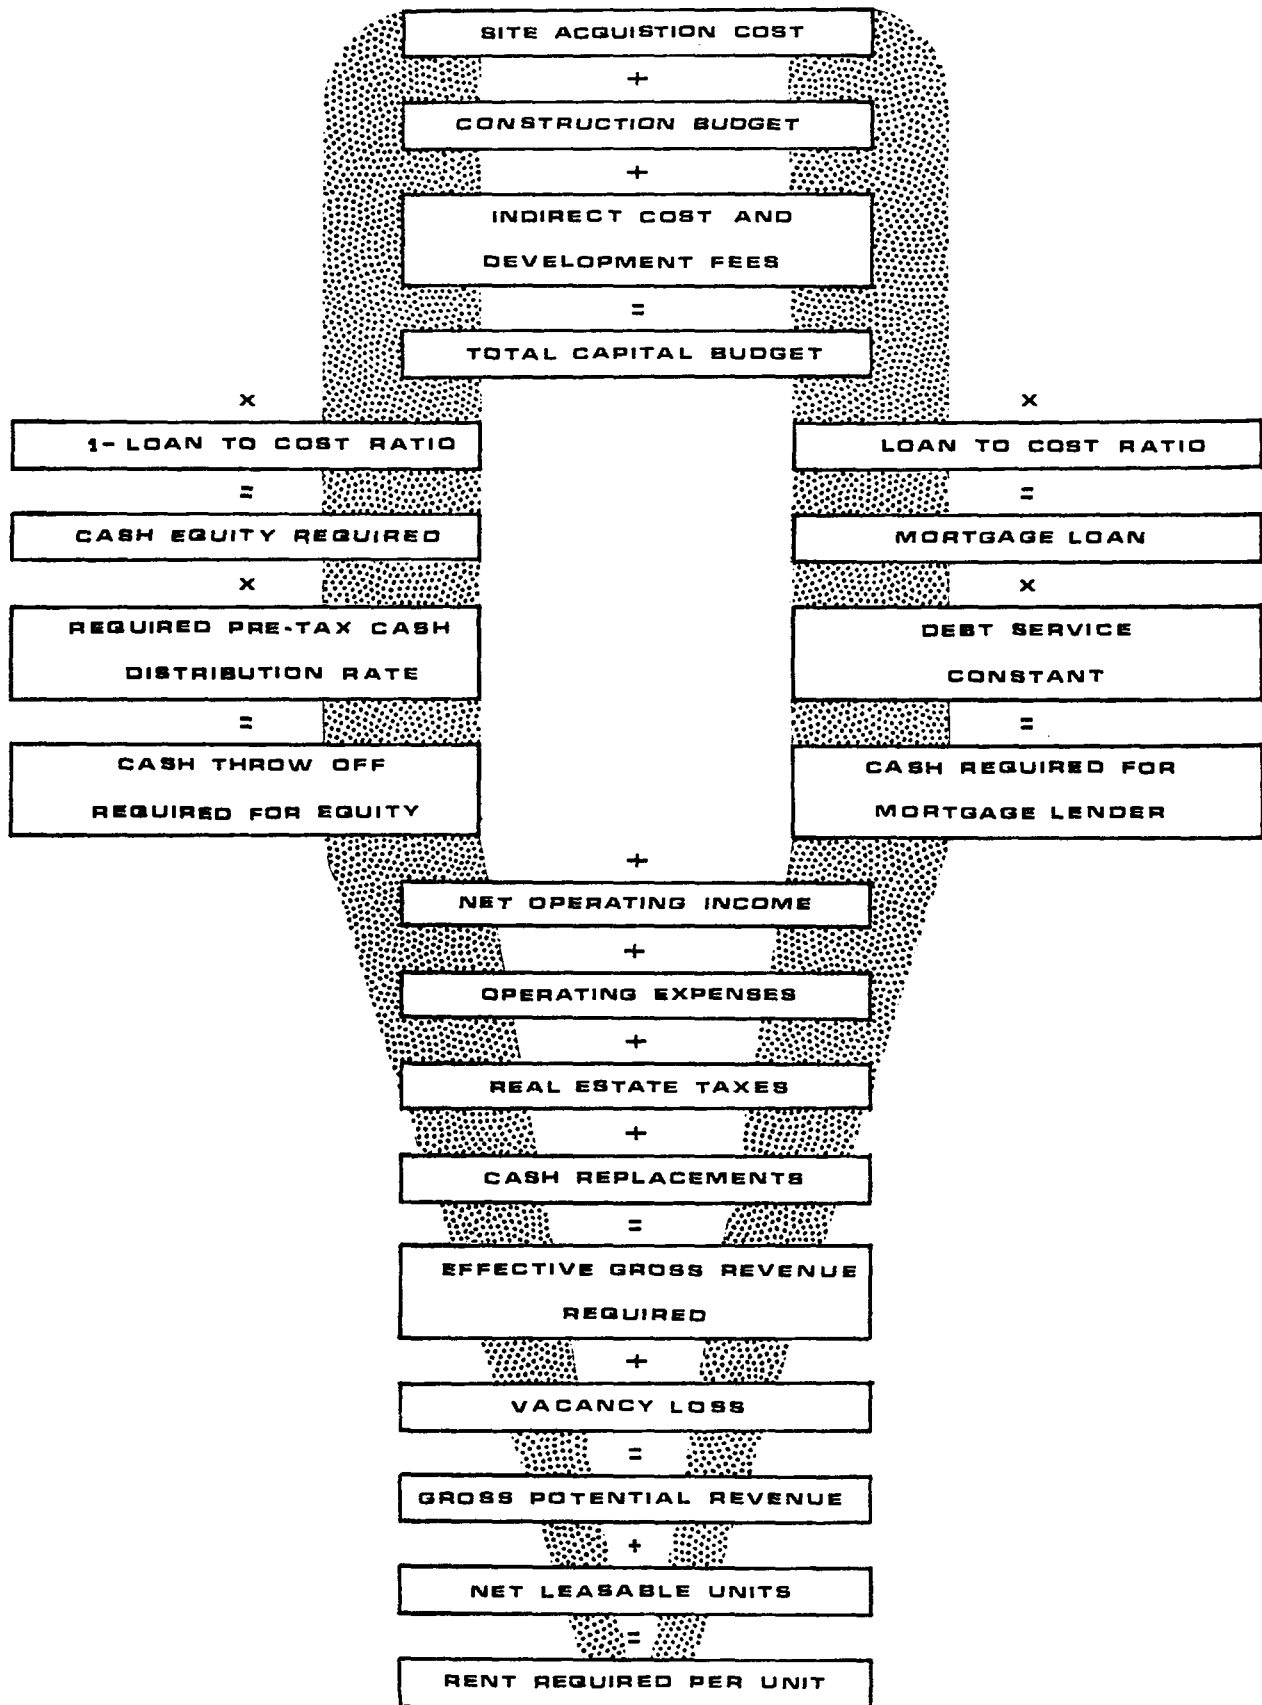 SITE ACQUISTION COST
+
CONSTRUCTION BUDGET
+
INDIRECT COST AND
DEVELOPMENT FEES
=
TOTAL CAPITAL BUDGET
x
1- LOAN TO COST RATIO
=
CASH EQUITY REQUIRED
x
REQUIRED PRE-TAX CASH
DISTRIBUTION RATE
=
CASH THROW OFF
REQUIRED FOR EQUITY
x
LOAN TO COST RATIO
=
MORTGAGE LOAN
x
DEBT SERVICE
CONSTANT
=
CASH REQUIRED FOR
MORTGAGE LENDER
+
NET OPERATING INCOME
+
OPERATING EXPENSES
+
REAL ESTATE TAXES
+
CASH REPLACEMENTS
=
EFFECTIVE GROSS REVENUE
REQUIRED
+
VACANCY LOSS
=
GROSS POTENTIAL REVENUE
+
NET LEASABLE UNITS
=
RENT REQUIRED PER UNIT